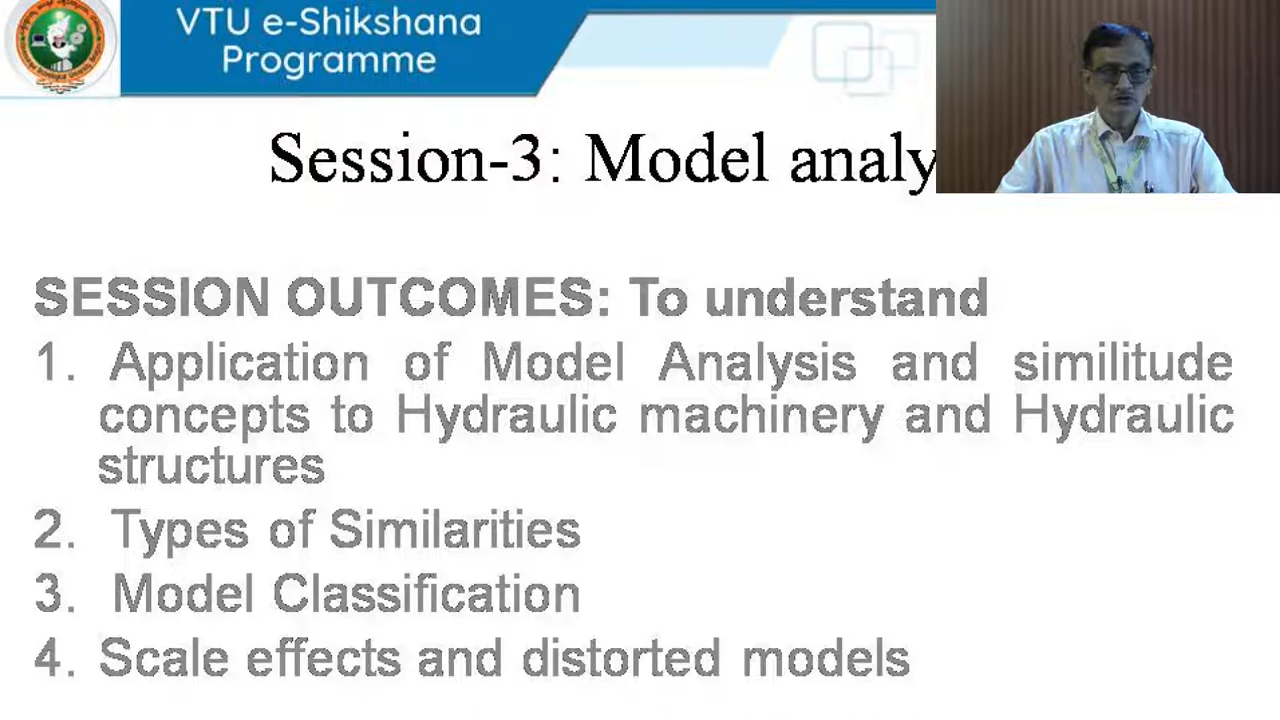 VTU e-Shikshana
Programme
Session-3: Model analy
SESSION OUTCOMES: To understand
1. Application of Model Analysis and similitude
concepts to Hydraulic machinery and Hydraulic
structures
2. Types of Similarities
3. Model Classification
4. Scale effects and distorted models